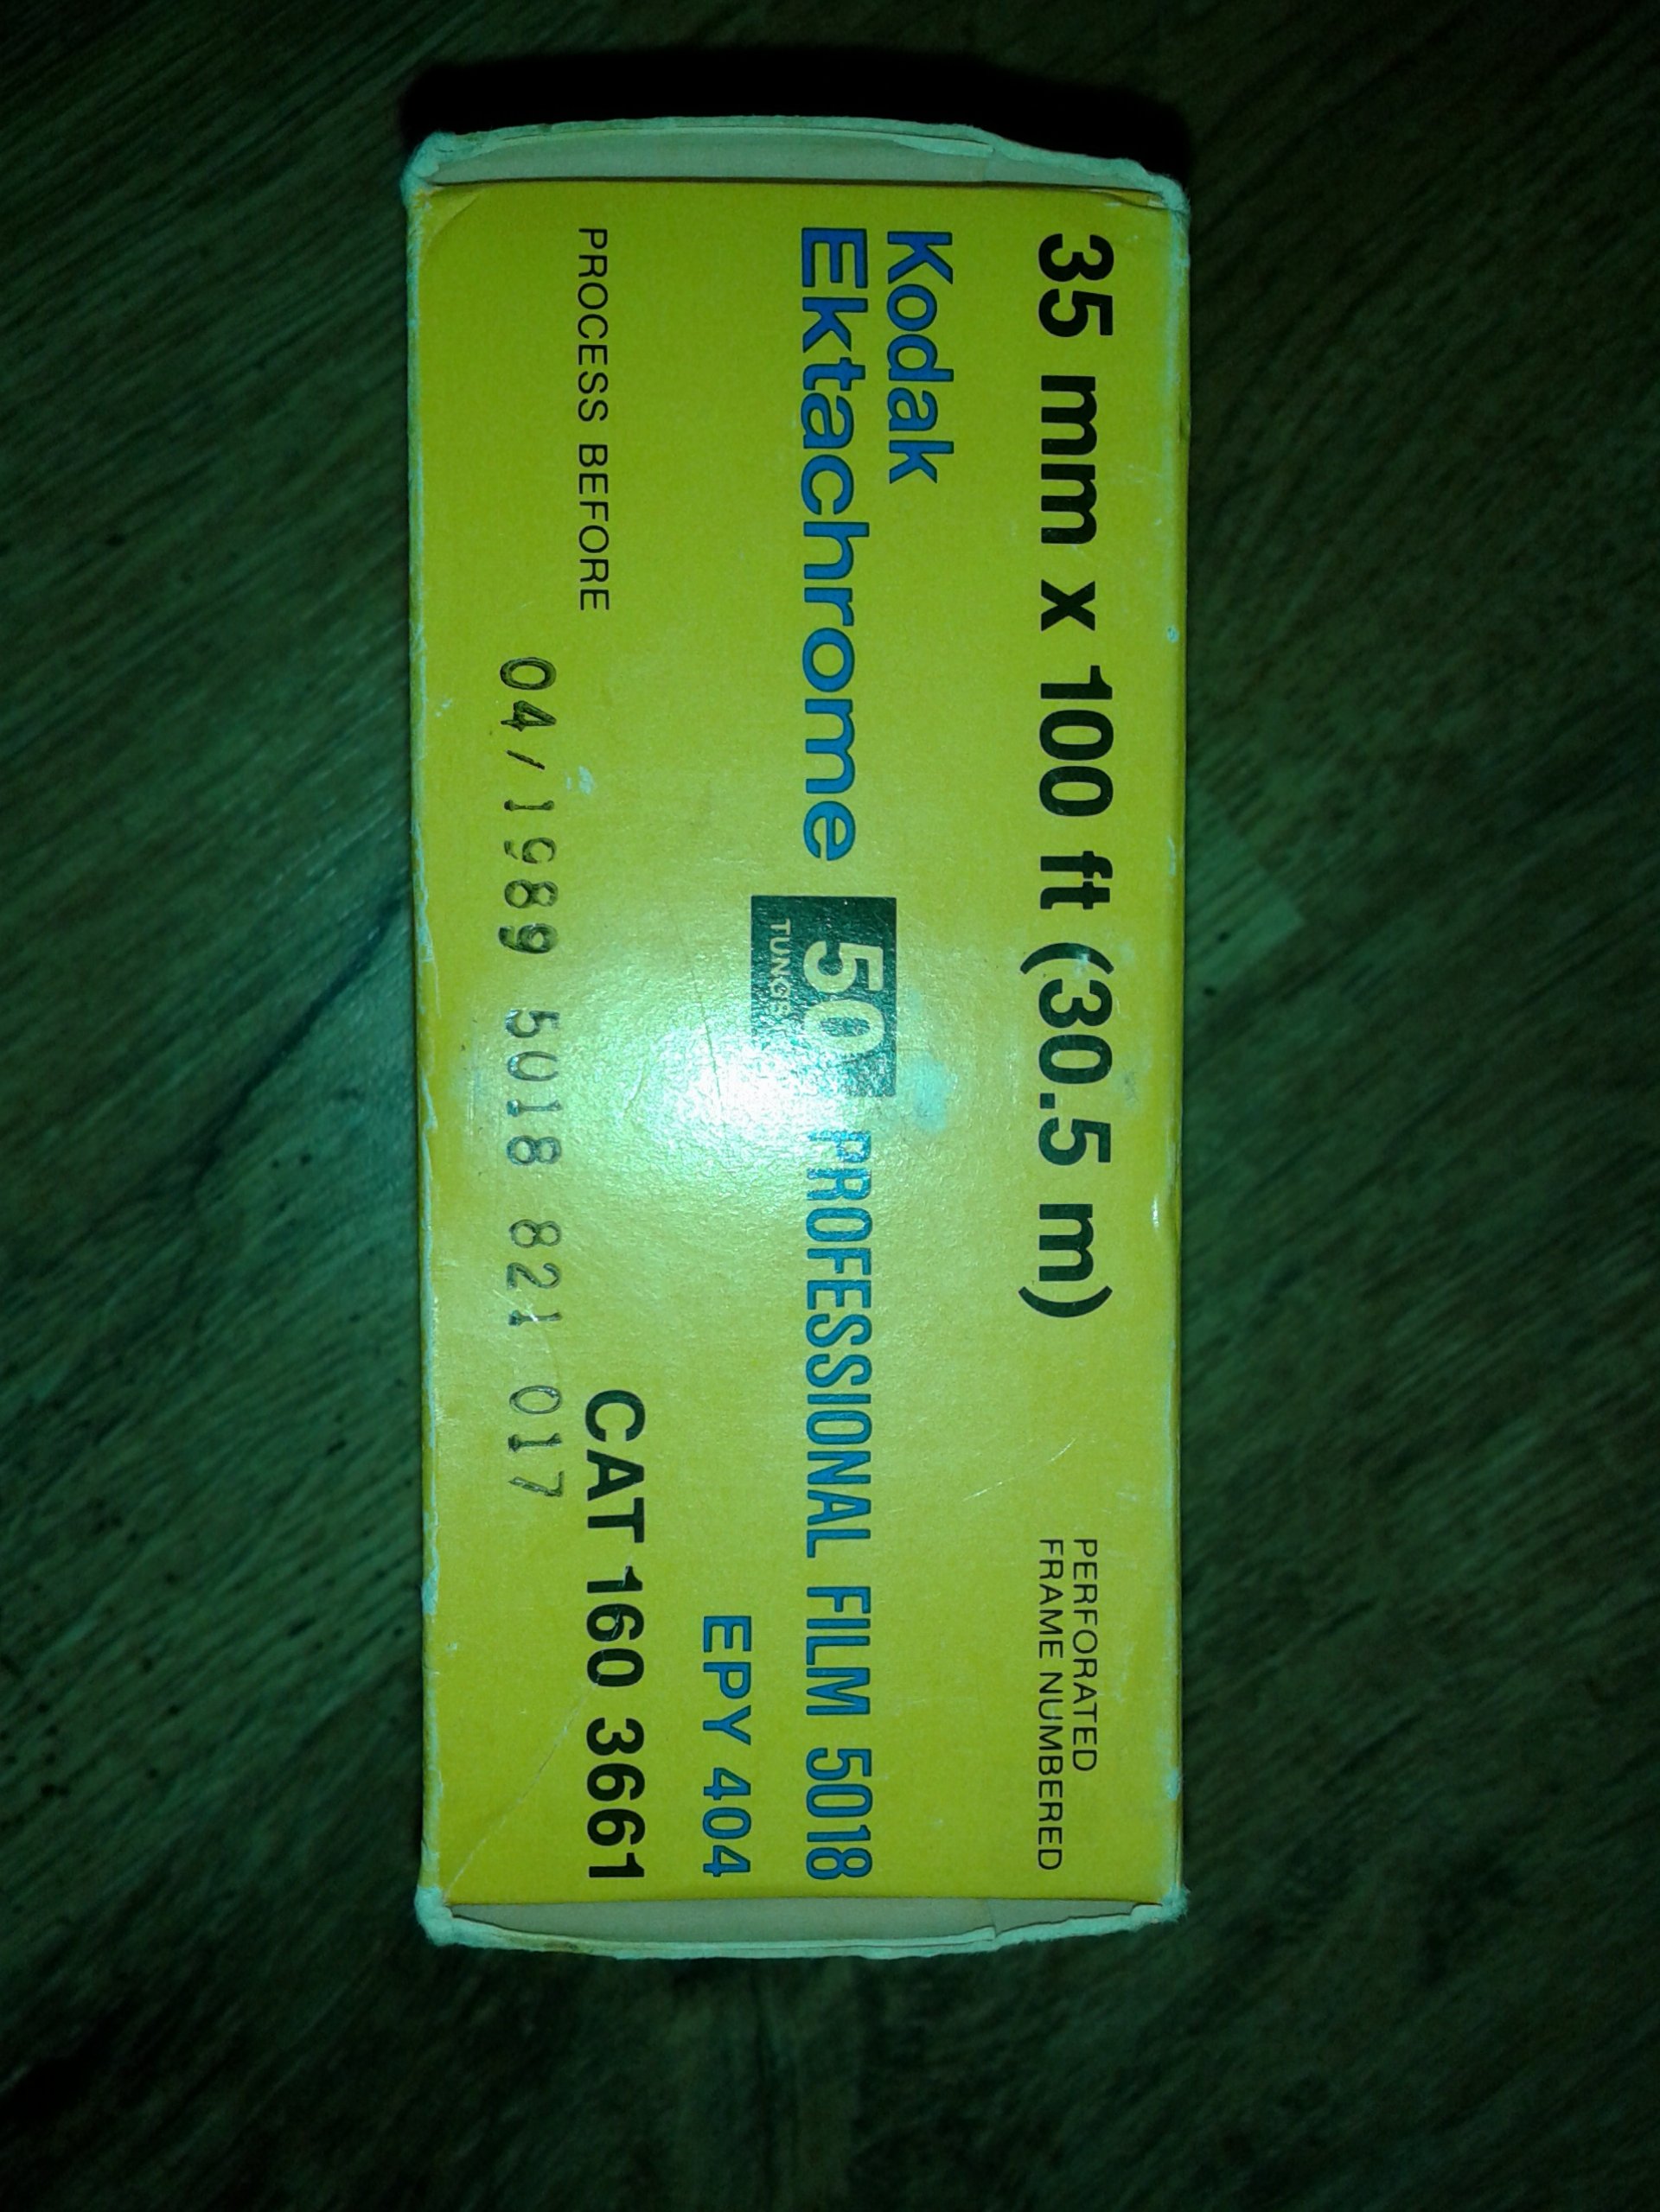 35 mm x 100 ft (30.5 m)
PERFORATED
FRAME NUMBERED
Kodak
Ektachrome 50 PROFESSIONAL FILM 5018
EPY 404
PROCESS BEFORE
CAT 160 3661
04/1989 5018 821 017